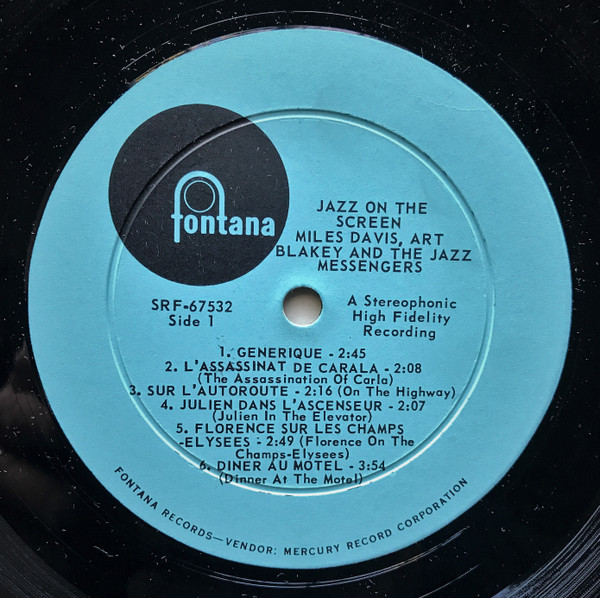 fontana
JAZZ ON THE
SCREEN
MILES DAVIS, ART
BLAKEY AND THE JAZZ
MESSENGERS
SRF-67532
Side 1
A Stereophonic
High Fidelity
Recording
1. GENERIQUE - 2:45
2. L'ASSASSINAT DE CARALA - 2:08
(The Assassination Of Carla)
3. SUR L'AUTOROUTE - 2:16 (On The Highway)
4. JULIEN DANS L'ASCENSEUR - 2:07
(Julien In The Elevator)
5. FLORENCE SUR LES CHAMPS
-ELYSEES - 2:49 (Florence On The
Champs-Elysees)
6. DINER AU MOTEL - 3:54
(Dinner At The Motel)
FONTANA RECORDS—VENDOR: MERCURY RECORD CORPORATION